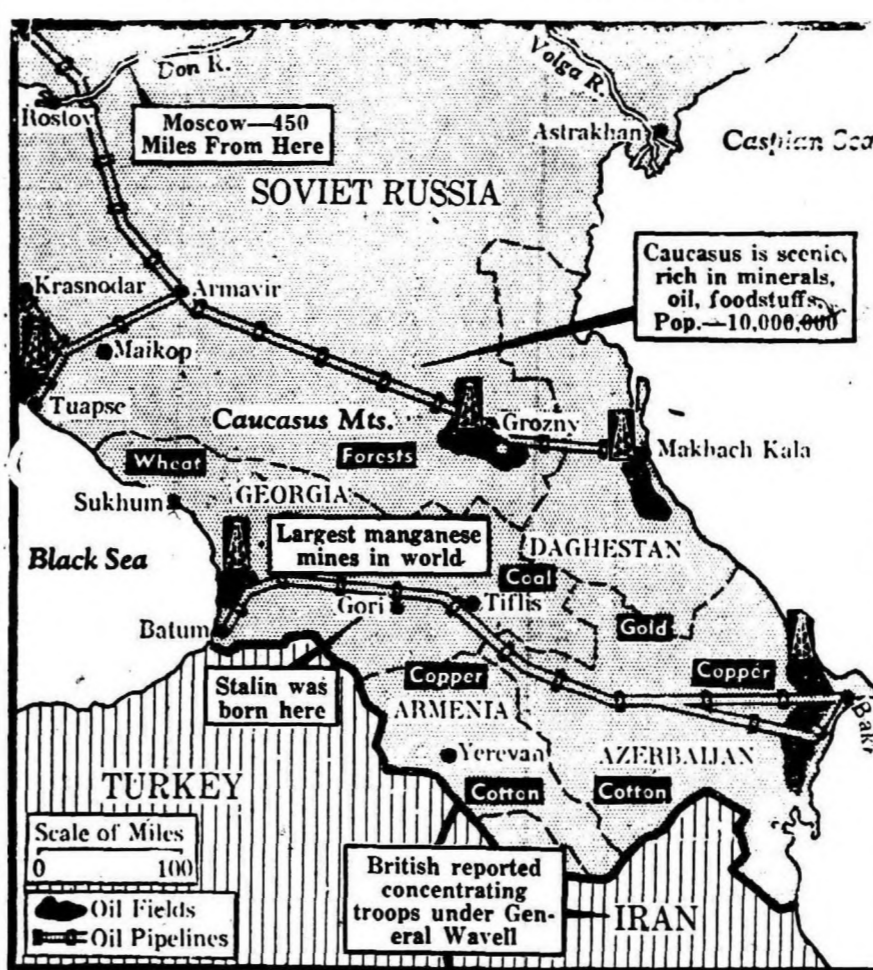 Don R.
Volga R.
Rostov
Moscow—450
Miles From Here
Astrakhan
Caspian Sea
SOVIET RUSSIA
Caucasus is scenic,
rich in minerals,
oil, foodstuffs,
Pop.—10,000,000
Krasnodar
Armavir
Maikop
Tuapse
Caucasus Mts.
Grozny
Makhach Kala
Wheat
Forests
Sukhum
GEORGIA
Largest manganese
mines in world
DAGHESTAN
Black Sea
Coal
Gori
Tiflis
Gold
Batum
Copper
Copper
Stalin was
born here
ARMENIA
Baku
Yerevan
AZERBAIJAN
TURKEY
Cotton
Cotton
Scale of Miles
0 100
British reported
concentrating
troops under Gen-
eral Wavell
IRAN
Oil Fields
Oil Pipelines